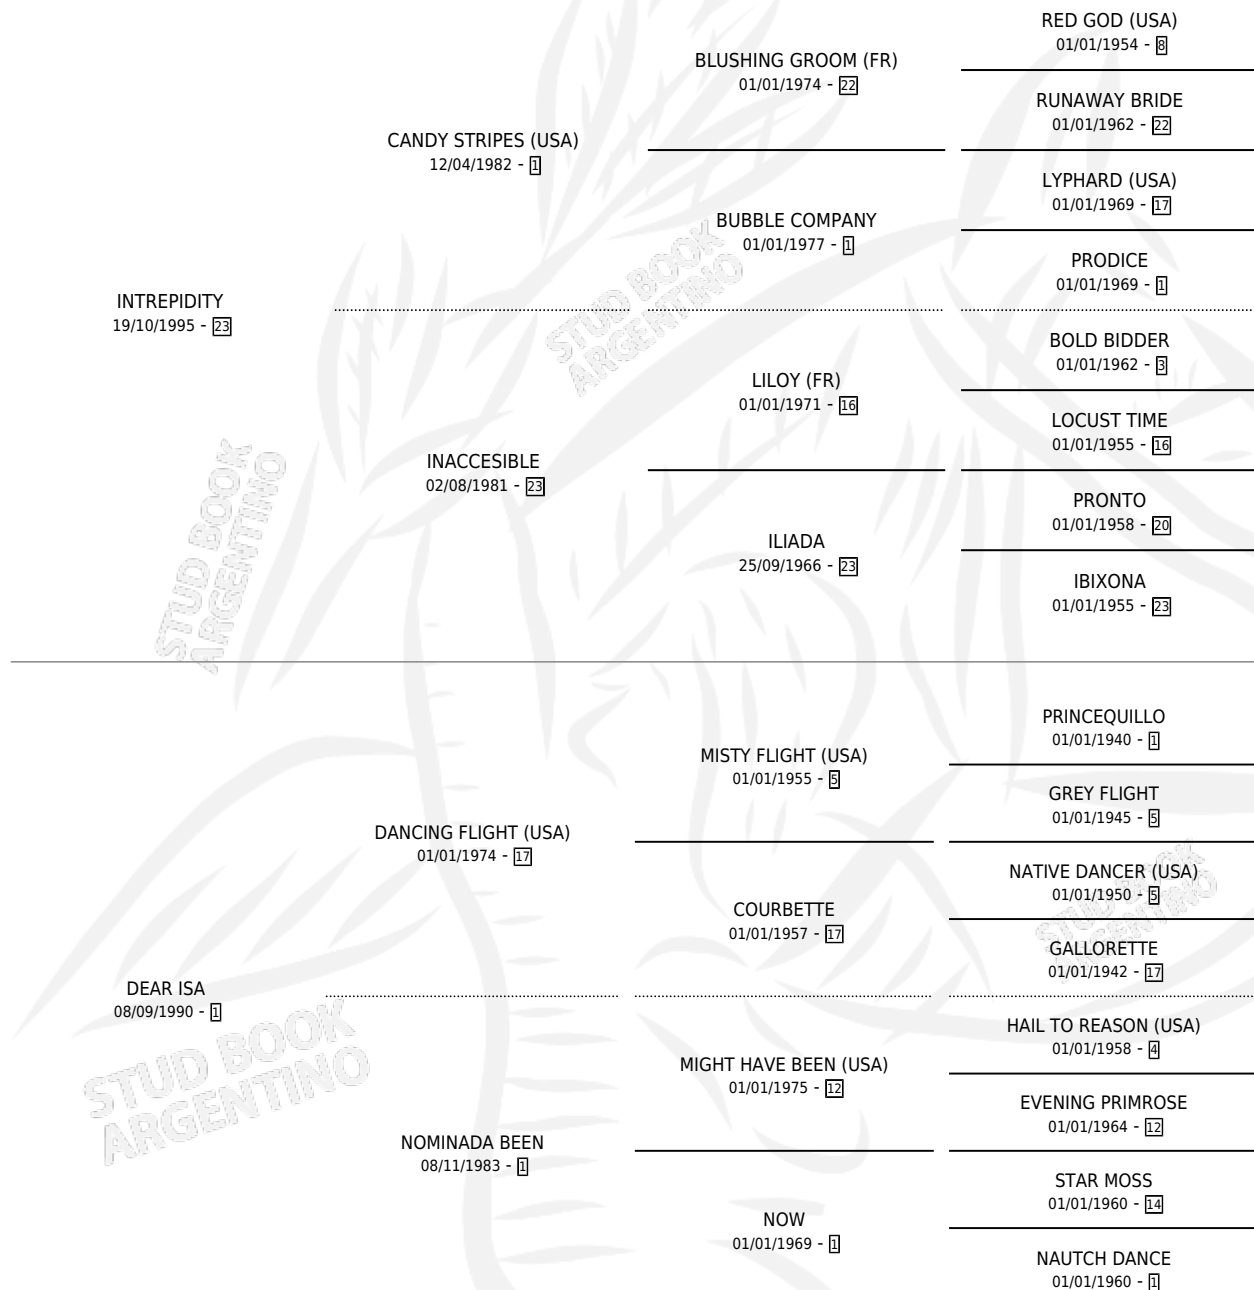 RED GOD (USA)
01/01/1954 - 8
BLUSHING GROOM (FR)
01/01/1974 - 22
RUNAWAY BRIDE
01/01/1962 - 22
CANDY STRIPES (USA)
12/04/1982 - 1
LYPHARD (USA)
01/01/1969 - 17
BUBBLE COMPANY
01/01/1977 - 1
PRODICE
01/01/1969 - 1
INTREPIDITY
19/10/1995 - 23
STUD BOOK
ARGENTINO
BOLD BIDDER
01/01/1962 - 3
LILOY (FR)
01/01/1971 - 16
LOCUST TIME
01/01/1955 - 16
INACCESIBLE
02/08/1981 - 23
PRONTO
01/01/1958 - 20
ILIADA
25/09/1966 - 23
IBIXONA
01/01/1955 - 23
STUD BOOK
ARGENTINO
PRINCEQUILLO
01/01/1940 - 1
MISTY FLIGHT (USA)
01/01/1955 - 5
GREY FLIGHT
01/01/1945 - 5
DANCING FLIGHT (USA)
01/01/1974 - 17
NATIVE DANCER (USA)
01/01/1950 - 5
COURBETTE
01/01/1957 - 17
STUD BOOK
ARGENTINO
GALLORETTE
01/01/1942 - 17
DEAR ISA
08/09/1990 - 1
HAIL TO REASON (USA)
01/01/1958 - 4
MIGHT HAVE BEEN (USA)
01/01/1975 - 12
EVENING PRIMROSE
01/01/1964 - 12
STUD BOOK
ARGENTINO
NOMINADA BEEN
08/11/1983 - 1
STAR MOSS
01/01/1960 - 14
NOW
01/01/1969 - 1
NAUTCH DANCE
01/01/1960 - 1